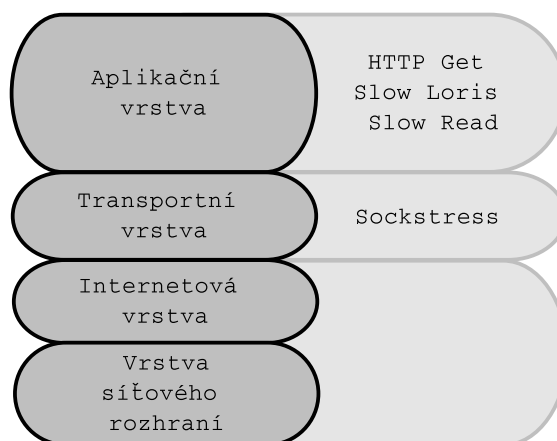 Aplikační
vrstva
HTTP Get
Slow Loris
Slow Read
Transportní
vrstva
Sockstress
Internetová
vrstva
Vrstva
síťového
rozhraní